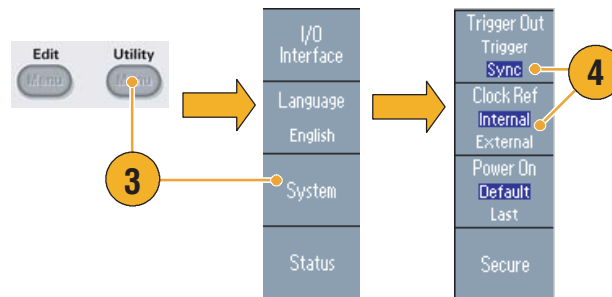 Edit
Utility
Menu
Menu
3
I/O
Interface
Language
English
System
Status
Trigger Out
Trigger
Sync
Clock Ref
Internal
External
Power On
Default
Last
Secure
4